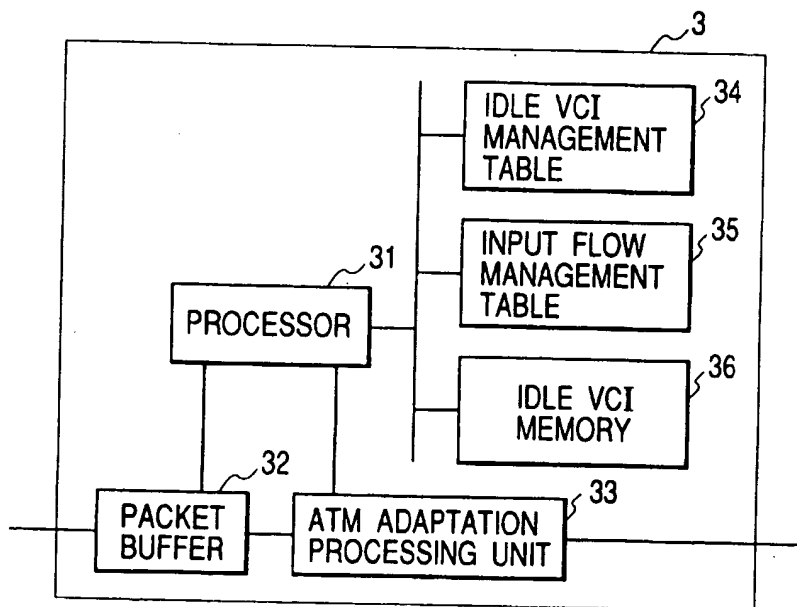 3
IDLE VCI
MANAGEMENT
TABLE
34
INPUT FLOW
MANAGEMENT
TABLE
35
31
PROCESSOR
IDLE VCI
MEMORY
36
32
PACKET
BUFFER
33
ATM ADAPTATION
PROCESSING UNIT